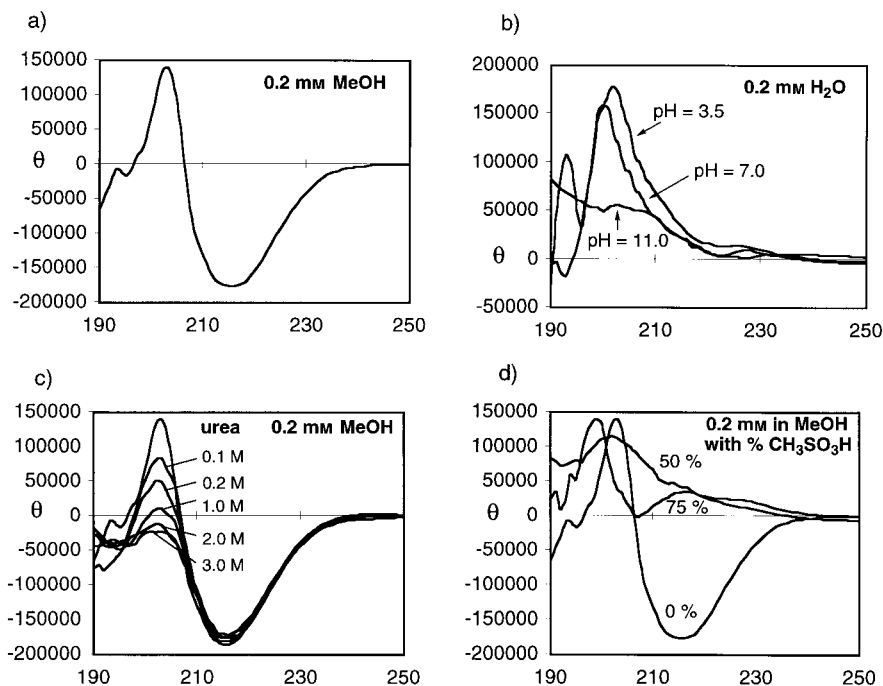 a)
0.2 mM MeOH
150000
100000
50000
θ 0
-50000
-100000
-150000
-200000
190 210 230 250
b)
0.2 mM H₂O
200000
150000
100000
50000
θ 0
-50000
pH = 3.5
pH = 7.0
pH = 11.0
190 210 230 250
c)
urea 0.2 mM MeOH
150000
100000
50000
0
-50000
-100000
-150000
-200000
0.1 M
0.2 M
1.0 M
2.0 M
3.0 M
190 210 230 250
d)
0.2 mM in MeOH
with % CH₃SO₃H
150000
100000
50000
θ 0
-50000
-100000
-150000
-200000
50 %
75 %
0 %
190 210 230 250